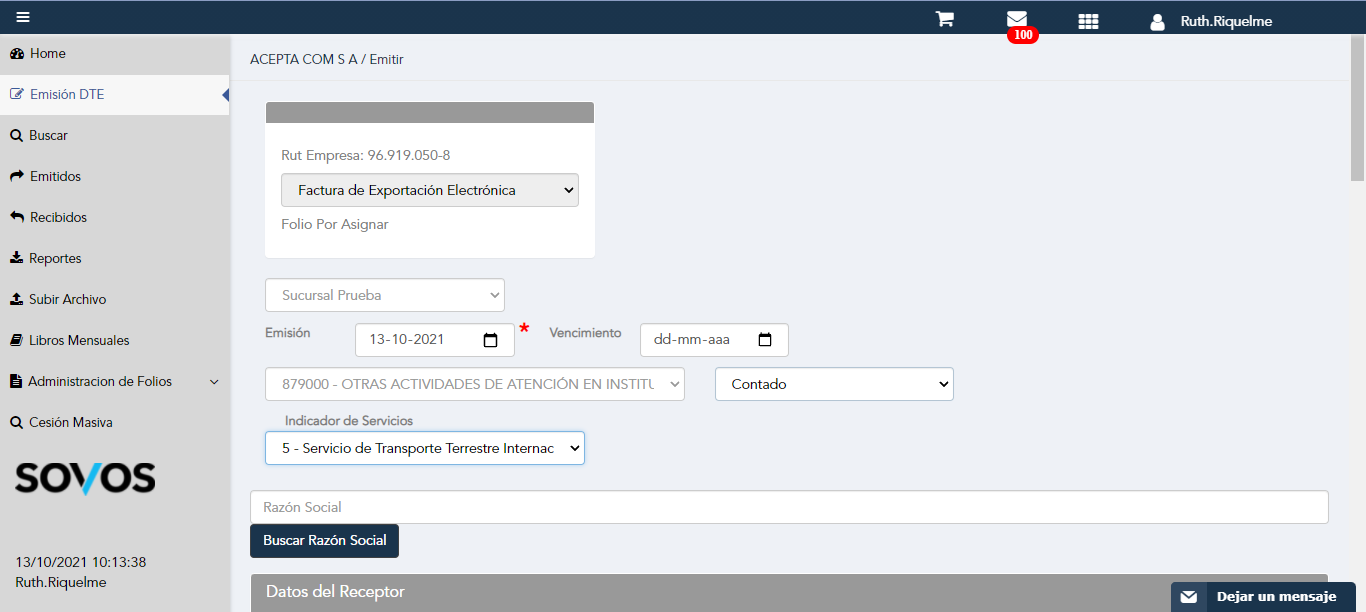 100
Ruth.Riquelme
Home
Emisión DTE
Buscar
Emitidos
Recibidos
Reportes
Subir Archivo
Libros Mensuales
Administracion de Folios
Cesión Masiva
sovos
13/10/2021 10:13:38
Ruth.Riquelme
ACEPTA COM S A / Emitir
Rut Empresa: 96.919.050-8
Factura de Exportación Electrónica
Folio Por Asignar
Sucursal Prueba
Emisión 13-10-2021 * Vencimiento dd-mm-aaa
879000 - OTRAS ACTIVIDADES DE ATENCIÓN EN INSTITU Contado
Indicador de Servicios
5 - Servicio de Transporte Terrestre Internac
Razón Social
Buscar Razón Social
Datos del Receptor
Dejar un mensaje